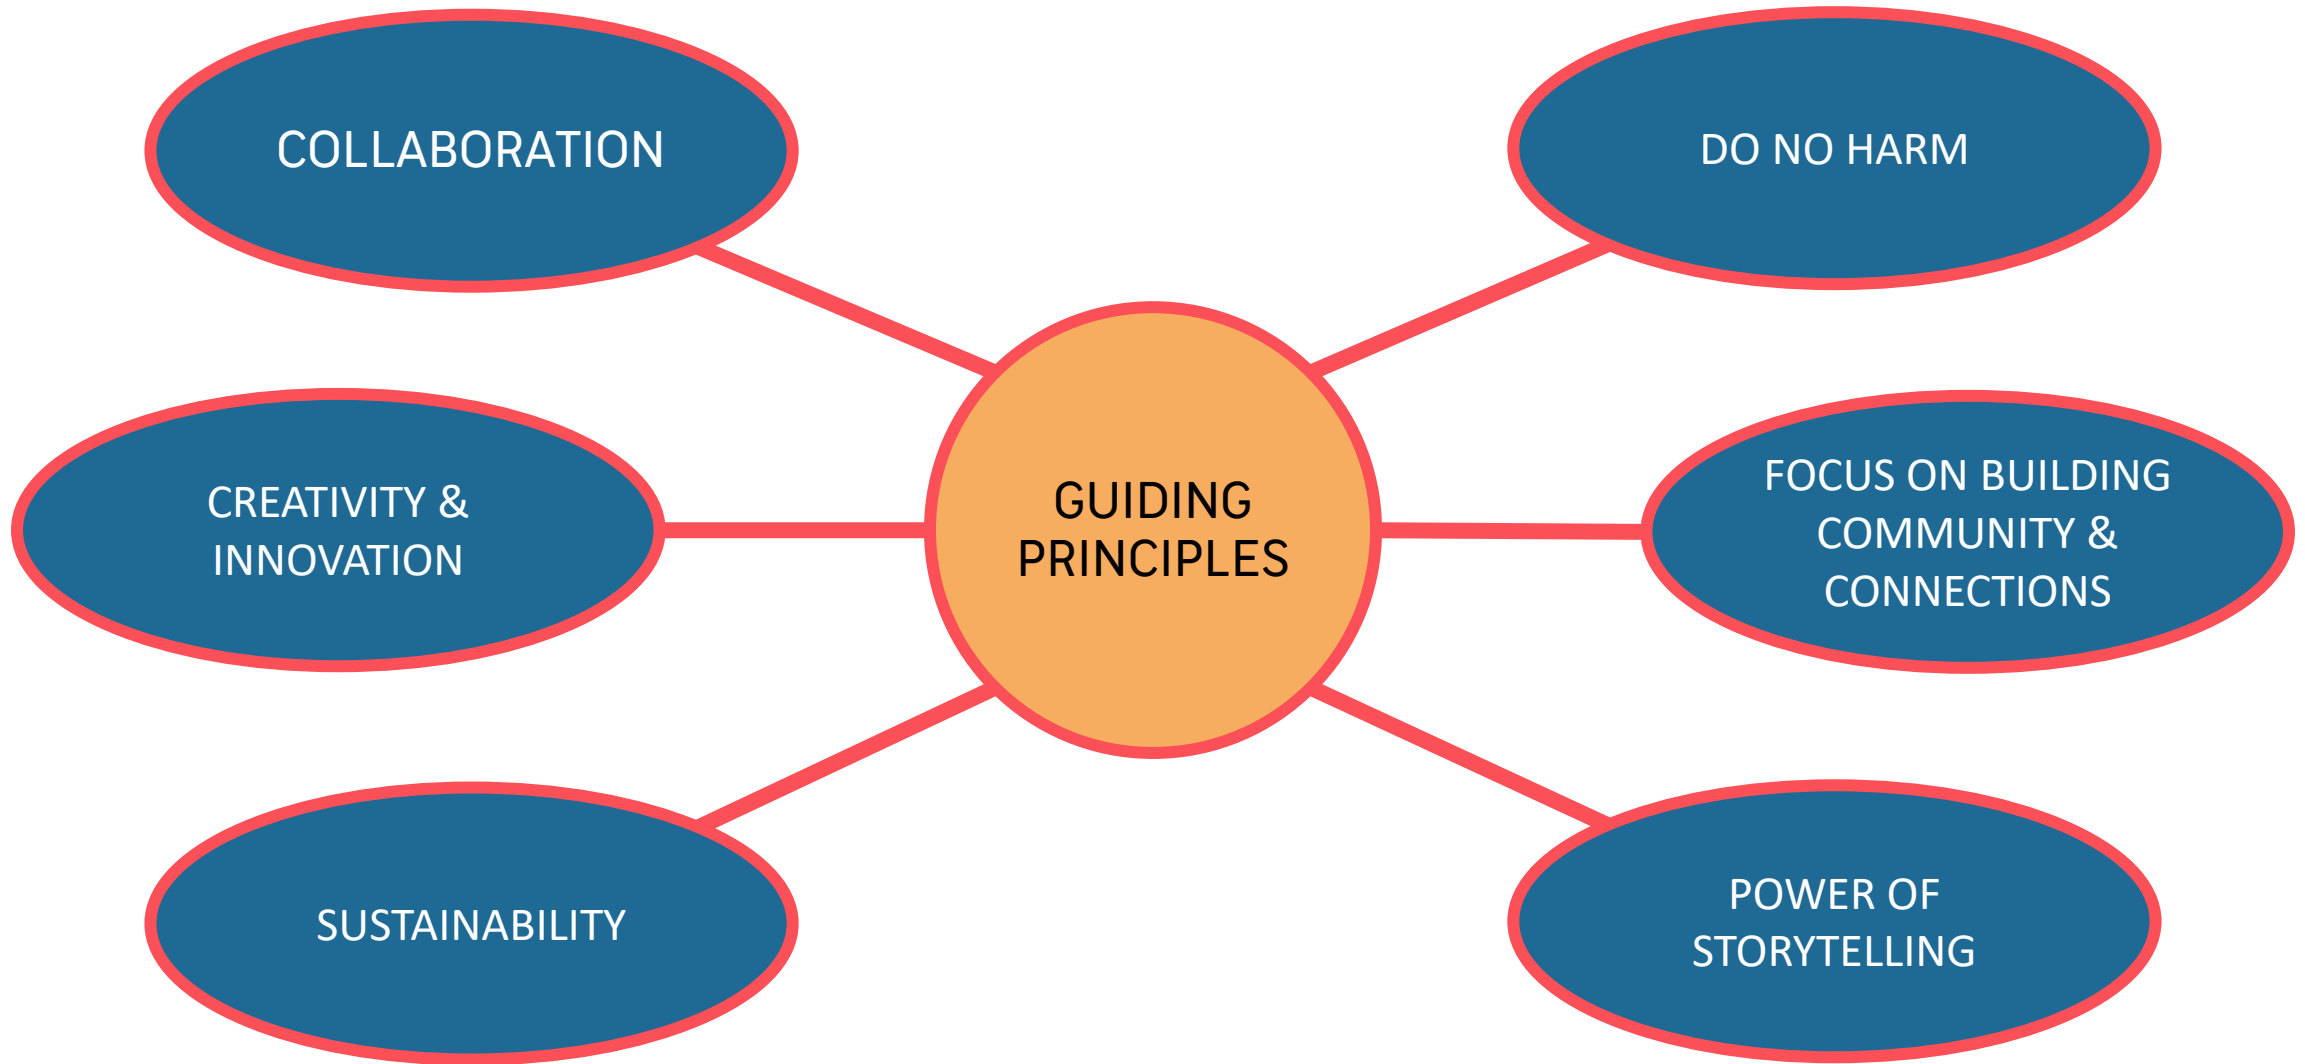 COLLABORATION
DO NO HARM
CREATIVITY &
INNOVATION
GUIDING
PRINCIPLES
FOCUS ON BUILDING
COMMUNITY &
CONNECTIONS
SUSTAINABILITY
POWER OF
STORYTELLING